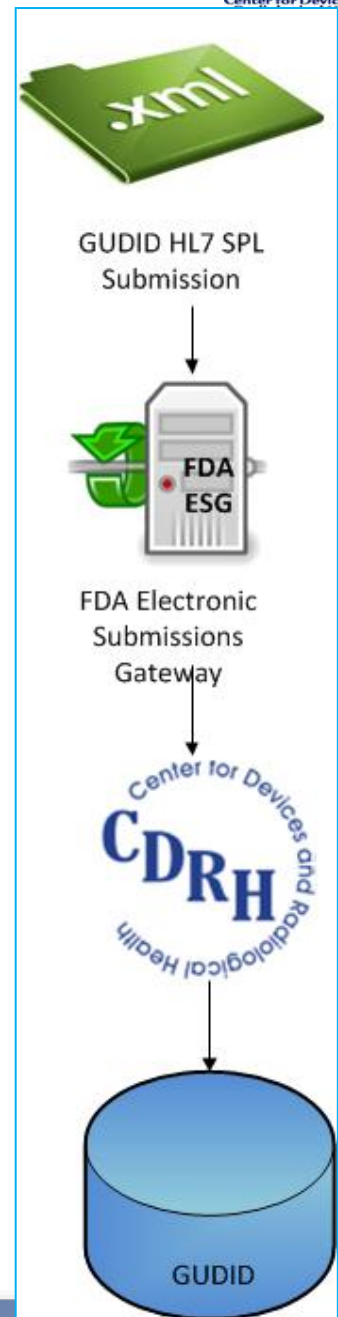 .xml
GUDID HL7 SPL
Submission
FDA
ESG
FDA Electronic
Submissions
Gateway
Center for Devices and Radiological Health
CDRH
GUDID